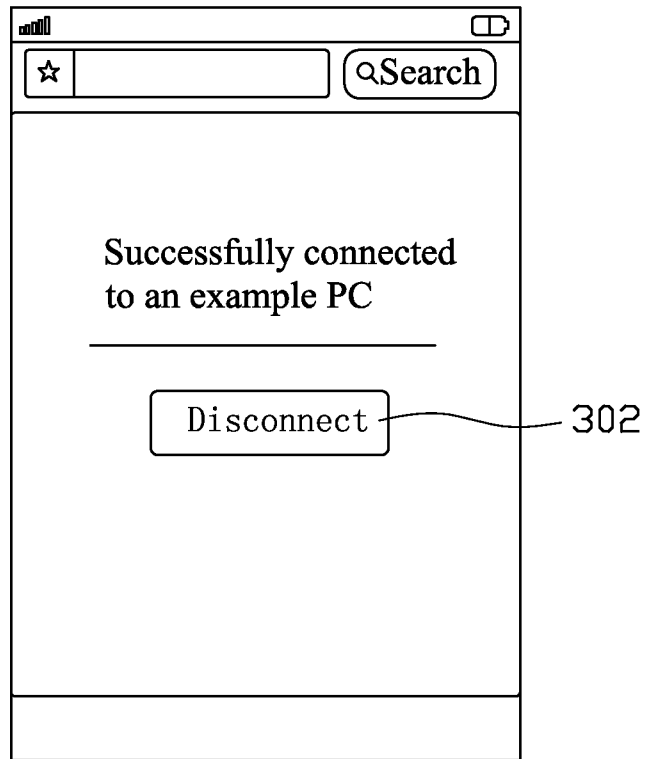 Search
Successfully connected
to an example PC
Disconnect
302